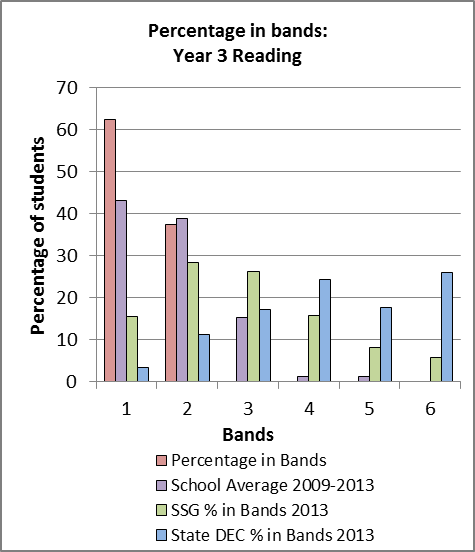 Percentage in bands:
Year 3 Reading
70
60
50
40
30
20
10
0
Percentage of students
1 2 3 4 5 6
Bands
Percentage in Bands
School Average 2009-2013
SSG % in Bands 2013
State DEC % in Bands 2013